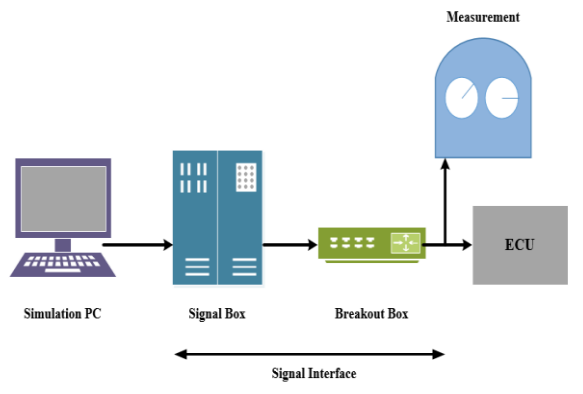 Measurement
ECU
Simulation PC
Signal Box
Breakout Box
Signal Interface